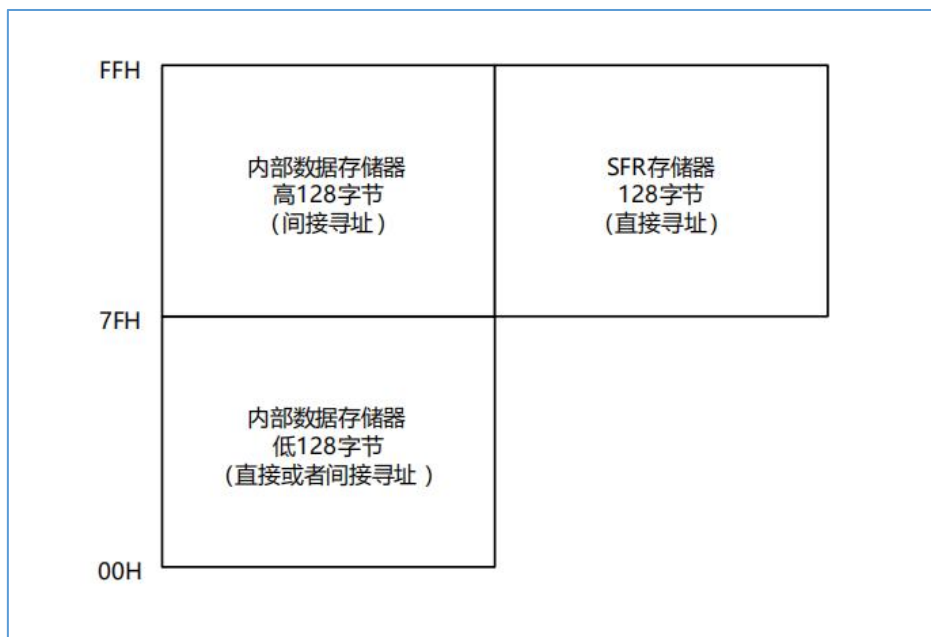 FFH
内部数据存储器
高128字节
（间接寻址）
SFR存储器
128字节
（直接寻址）
7FH
内部数据存储器
低128字节
（直接或者间接寻址 ）
00H